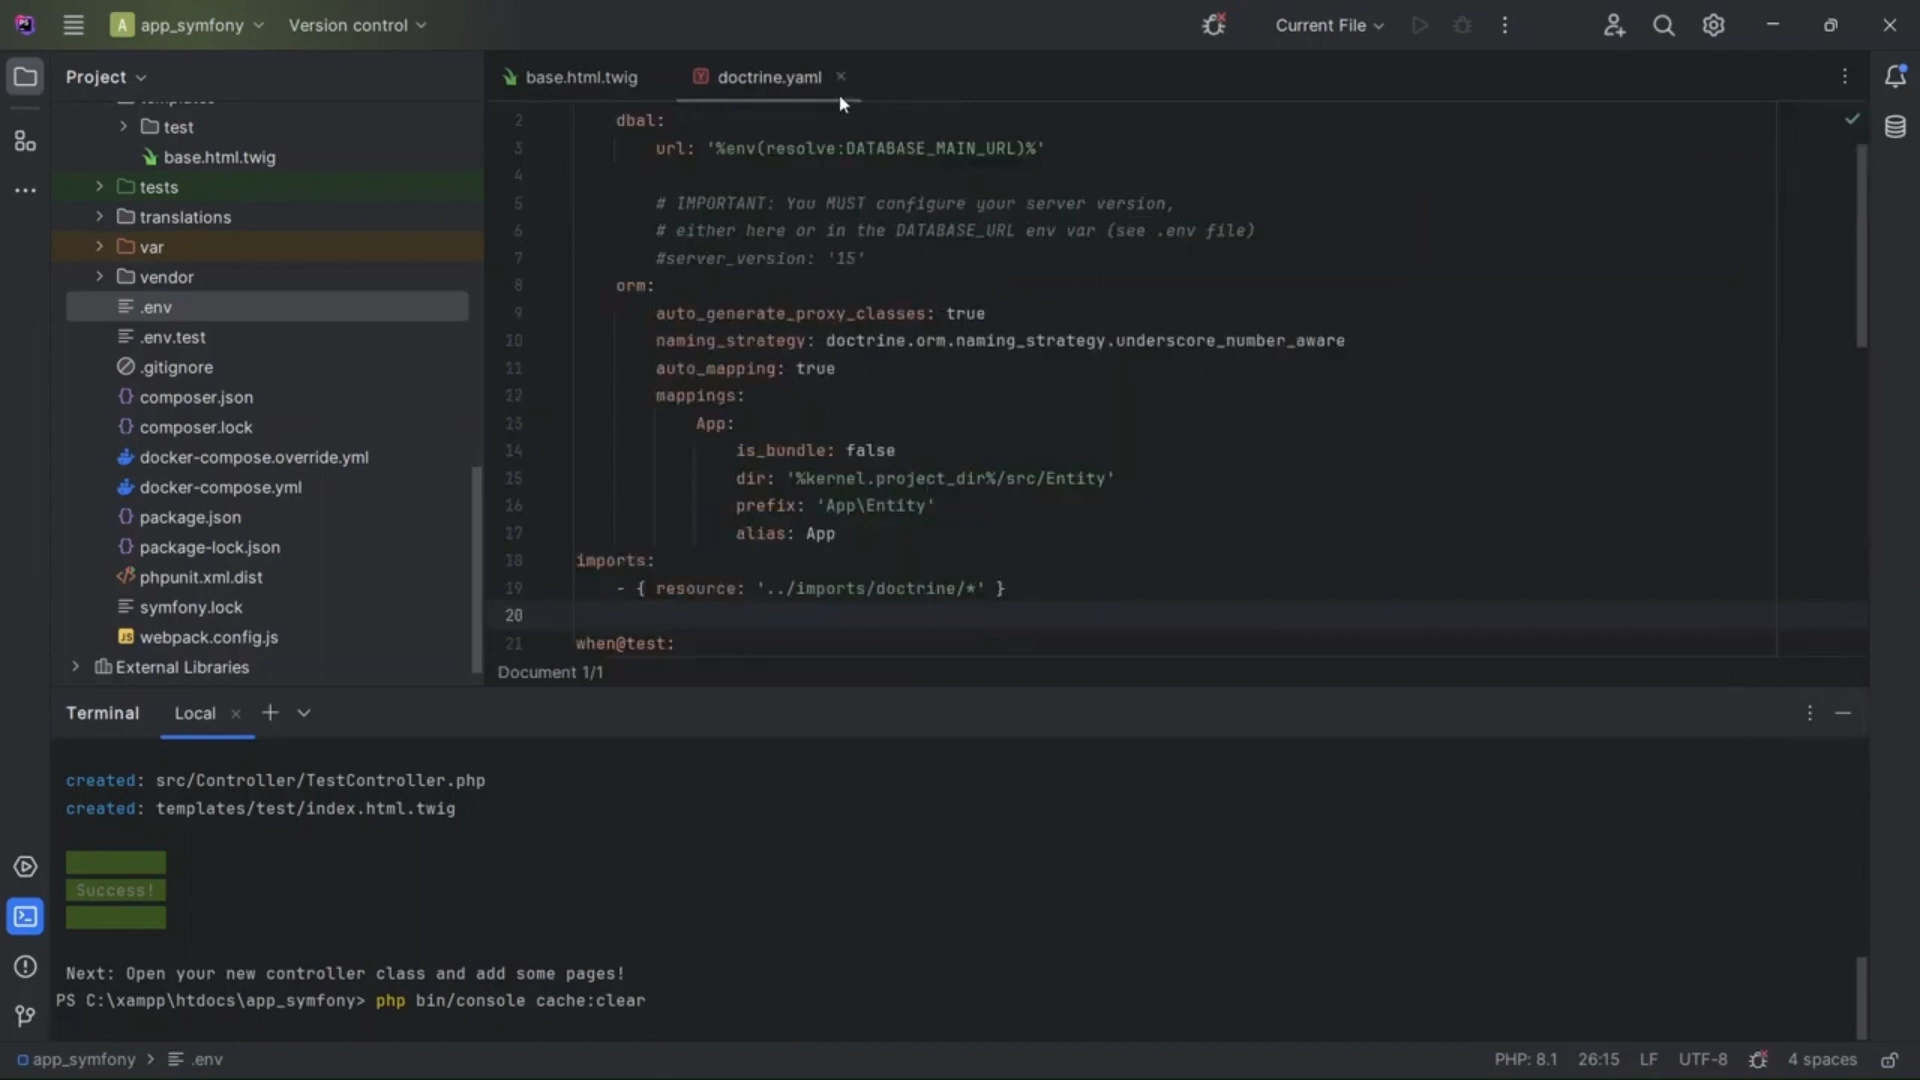 A app_symfony
Version control
Current File
Project
base.html.twig
doctrine.yaml
templates
test
base.html.twig
tests
translations
var
vendor
.env
.env.test
.gitignore
composer.json
composer.lock
docker-compose.override.yml
docker-compose.yml
package.json
package-lock.json
phpunit.xml.dist
symfony.lock
JS webpack.config.js
External Libraries
2 dbal:
3 url: '%env(resolve:DATABASE_MAIN_URL)%'
4
5 # IMPORTANT: You MUST configure your server version,
6 # either here or in the DATABASE_URL env var (see .env file)
7 #server_version: '15'
8 orm:
9 auto_generate_proxy_classes: true
10 naming_strategy: doctrine.orm.naming_strategy.underscore_number_aware
11 auto_mapping: true
12 mappings:
13 App:
14 is_bundle: false
15 dir: '%kernel.project_dir%/src/Entity'
16 prefix: 'App\Entity'
17 alias: App
18 imports:
19 - { resource: '../imports/doctrine/*' }
20
21 when@test:
Document 1/1
Terminal
Local
created: src/Controller/TestController.php
created: templates/test/index.html.twig
Success!
Next: Open your new controller class and add some pages!
PS C:\xampp\htdocs\app_symfony> php bin/console cache:clear
app_symfony > .env
PHP: 8.1 26:15 LF UTF-8 4 spaces